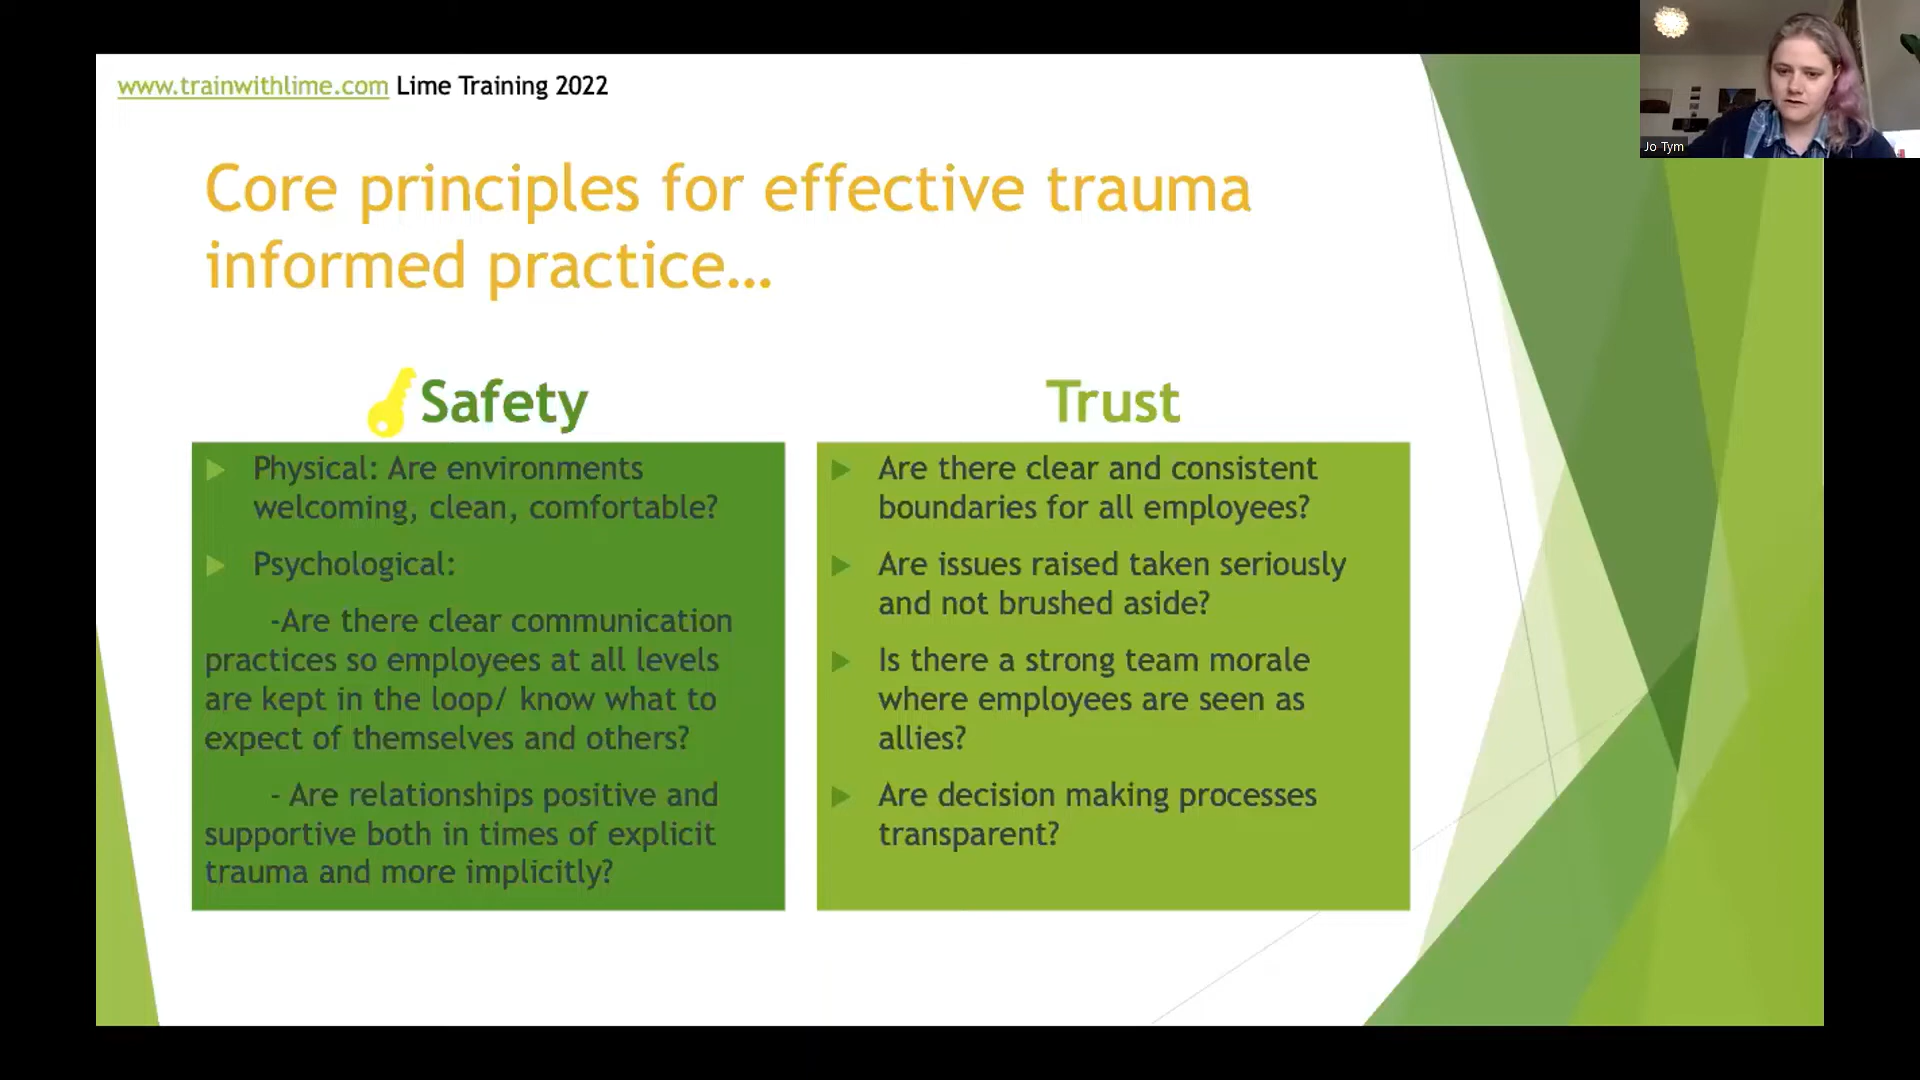 www.trainwithlime.com Lime Training 2022
Jo Tym
Core principles for effective trauma
informed practice...
Safety
Physical: Are environments
welcoming, clean, comfortable?
Psychological:
-Are there clear communication
practices so employees at all levels
are kept in the loop/ know what to
expect of themselves and others?
- Are relationships positive and
supportive both in times of explicit
trauma and more implicitly?
Trust
Are there clear and consistent
boundaries for all employees?
Are issues raised taken seriously
and not brushed aside?
Is there a strong team morale
where employees are seen as
allies?
Are decision making processes
transparent?